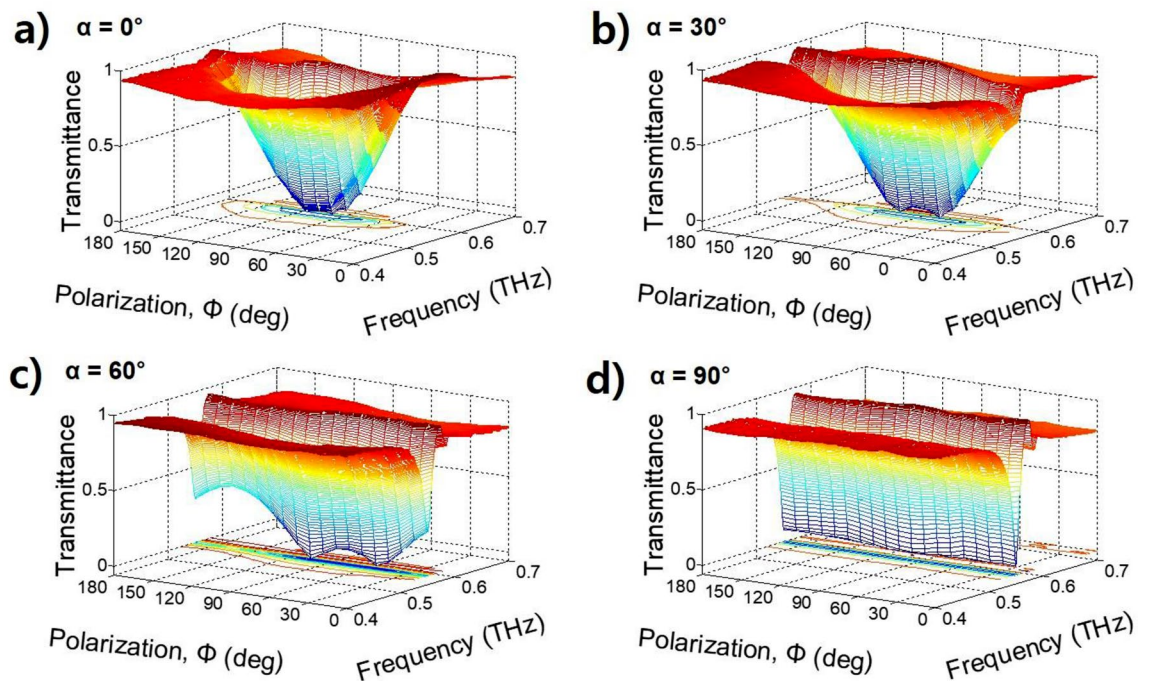 a) α = 0°
Transmittance
1
0.5
0
180 150 120 90 60 30 0
0.4 0.5 0.6 0.7
Polarization, Φ (deg)
Frequency (THz)
b) α = 30°
Transmittance
1
0.5
0
180 150 120 90 60 0 0
0.4 0.5 0.6 0.7
Polarization, Φ (deg)
Frequency (THz)
c) α = 60°
Transmittance
1
0.5
0
180 150 120 90 60 30 0
0.4 0.5 0.6 0.7
Polarization, Φ (deg)
Frequency (THz)
d) α = 90°
Transmittance
1
0.5
0
180 150 120 90 60 30 0
0.4 0.5 0.6 0.7
Polarization, Φ (deg)
Frequency (THz)